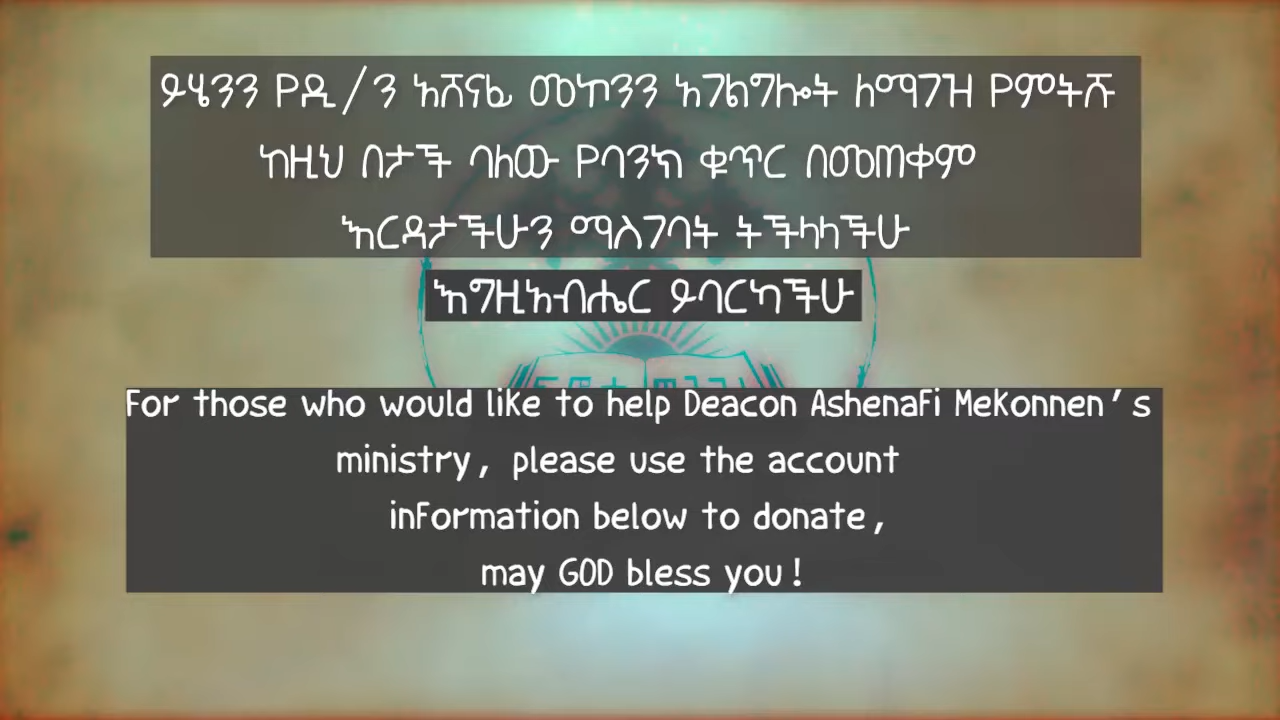 ይሄንን የዲ/ን አሸናፊ መኮንን አገልግሎት ለማገዝ የምትሹ
ከዚህ በታች ባለው የባንክ ቁጥር በመጠቀም
እርዳታችሁን ማስገባት ትችላላችሁ
እግዚአብሔር ይባርካችሁ
For those who would like to help Deacon Ashenafi Mekonnen's
ministry, please use the account
information below to donate,
may GOD bless you!